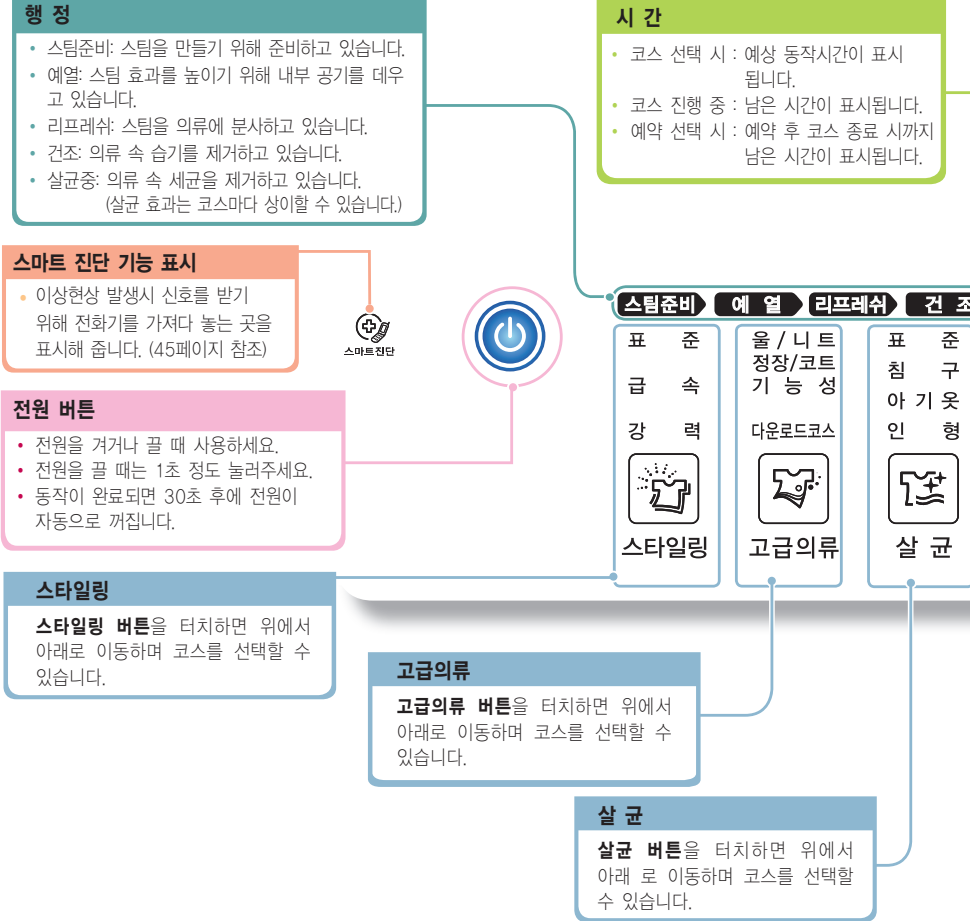 행 정
• 스팀준비: 스팀을 만들기 위해 준비하고 있습니다.
• 예열: 스팀 효과를 높이기 위해 내부 공기를 데우
고 있습니다.
• 리프레쉬: 스팀을 의류에 분사하고 있습니다.
• 건조: 의류 속 습기를 제거하고 있습니다.
• 살균중: 의류 속 세균을 제거하고 있습니다.
(살균 효과는 코스마다 상이할 수 있습니다.)
시 간
• 코스 선택 시 : 예상 동작시간이 표시
됩니다.
• 코스 진행 중 : 남은 시간이 표시됩니다.
• 예약 선택 시 : 예약 후 코스 종료 시까지
남은 시간이 표시됩니다.
스마트 진단 기능 표시
• 이상현상 발생시 신호를 받기
위해 전화기를 가져다 놓는 곳을
표시해 줍니다. (45페이지 참조)
스마트진단
전원 버튼
• 전원을 겨거나 끌 때 사용하세요.
• 전원을 끌 때는 1초 정도 눌러주세요.
• 동작이 완료되면 30초 후에 전원이
자동으로 꺼집니다.
스팀준비 예 열 리프레쉬 건 조
표 준
급 속
강 력
스타일링
울 / 니 트
정장/코트
기 능 성
다운로드코스
고급의류
표 준
침 구
아 기 옷
인 형
살 균
스타일링
스타일링 버튼을 터치하면 위에서
아래로 이동하며 코스를 선택할 수
있습니다.
고급의류
고급의류 버튼을 터치하면 위에서
아래로 이동하며 코스를 선택할 수
있습니다.
살 균
살균 버튼을 터치하면 위에서
아래 로 이동하며 코스를 선택할
수 있습니다.